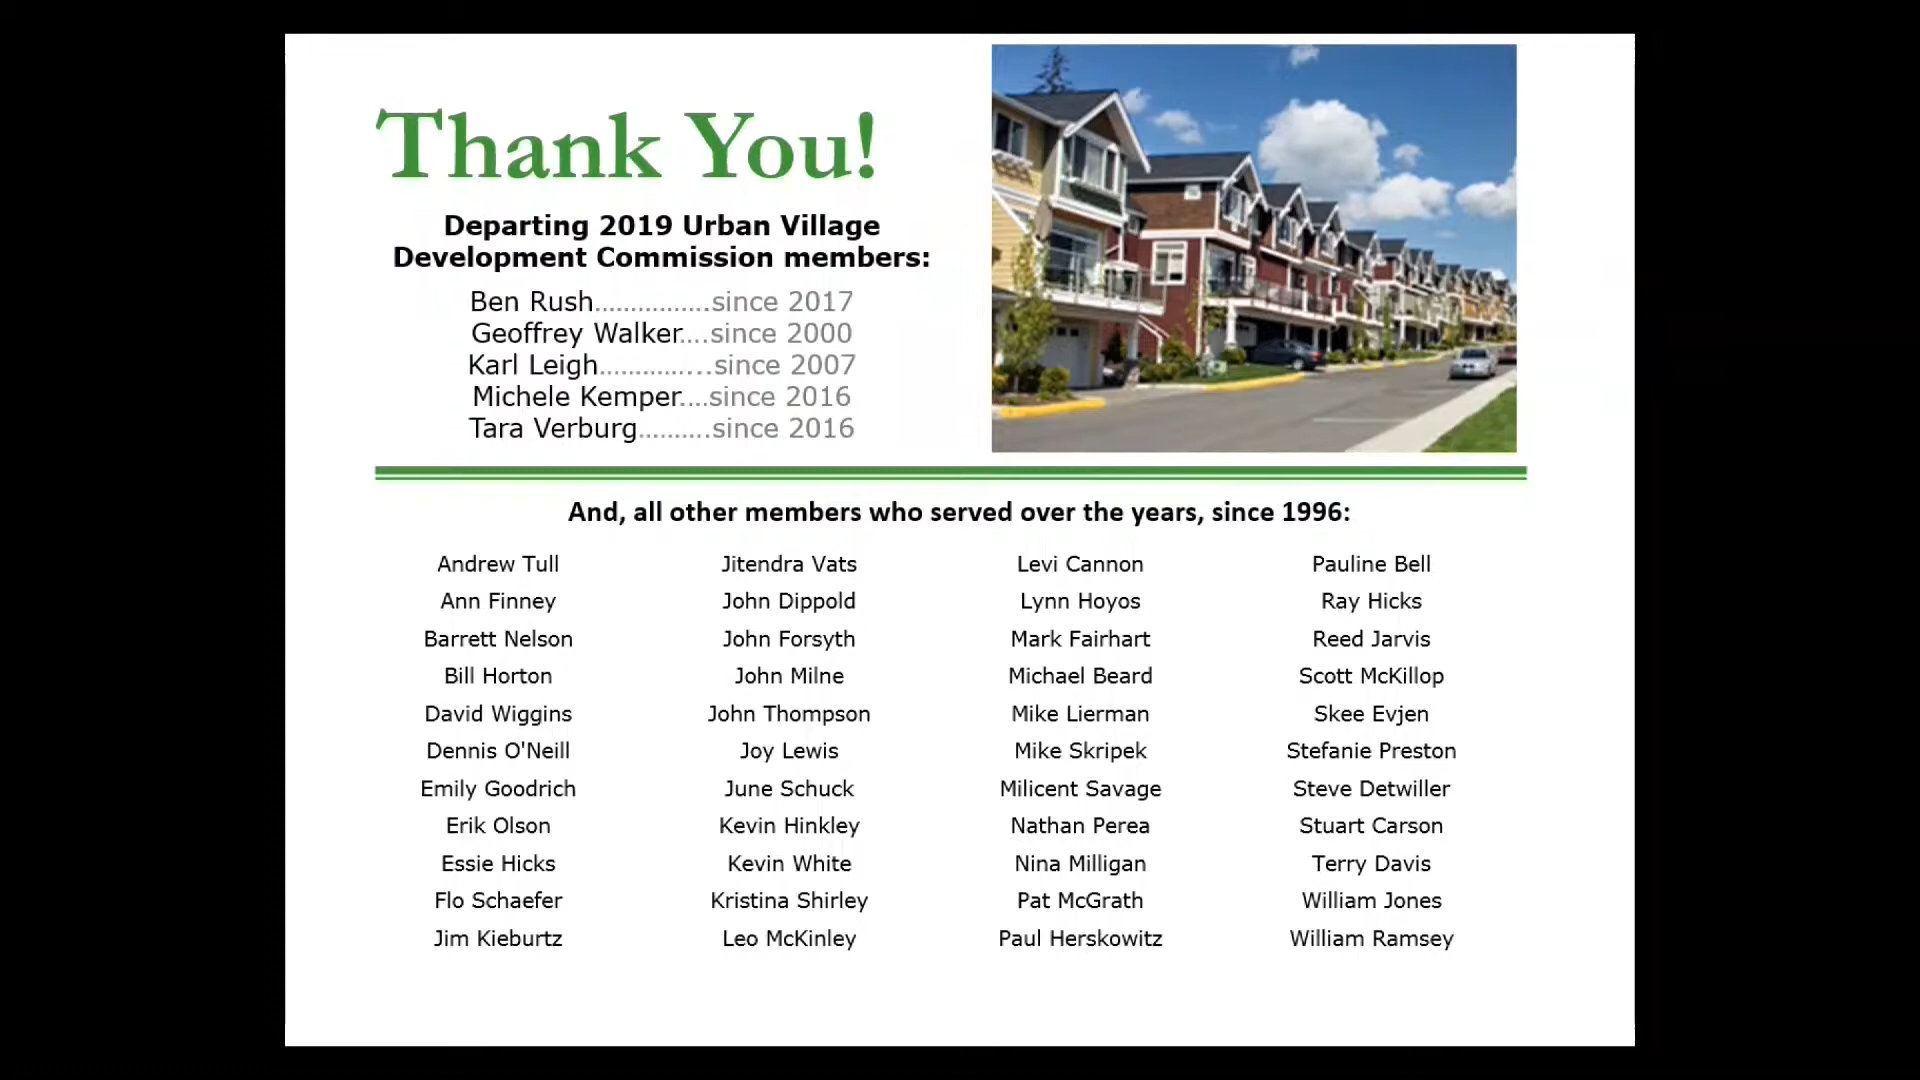 Thank You!
Departing 2019 Urban Village
Development Commission members:
Ben Rush...............since 2017
Geoffrey Walker....since 2000
Karl Leigh...............since 2007
Michele Kemper....since 2016
Tara Verburg..........since 2016
And, all other members who served over the years, since 1996:
Andrew Tull Jitendra Vats Levi Cannon Pauline Bell
Ann Finney John Dippold Lynn Hoyos Ray Hicks
Barrett Nelson John Forsyth Mark Fairhart Reed Jarvis
Bill Horton John Milne Michael Beard Scott McKillop
David Wiggins John Thompson Mike Lierman Skee Evjen
Dennis O'Neill Joy Lewis Mike Skripek Stefanie Preston
Emily Goodrich June Schuck Milicent Savage Steve Detwiller
Erik Olson Kevin Hinkley Nathan Perea Stuart Carson
Essie Hicks Kevin White Nina Milligan Terry Davis
Flo Schaefer Kristina Shirley Pat McGrath William Jones
Jim Kieburtz Leo McKinley Paul Herskowitz William Ramsey